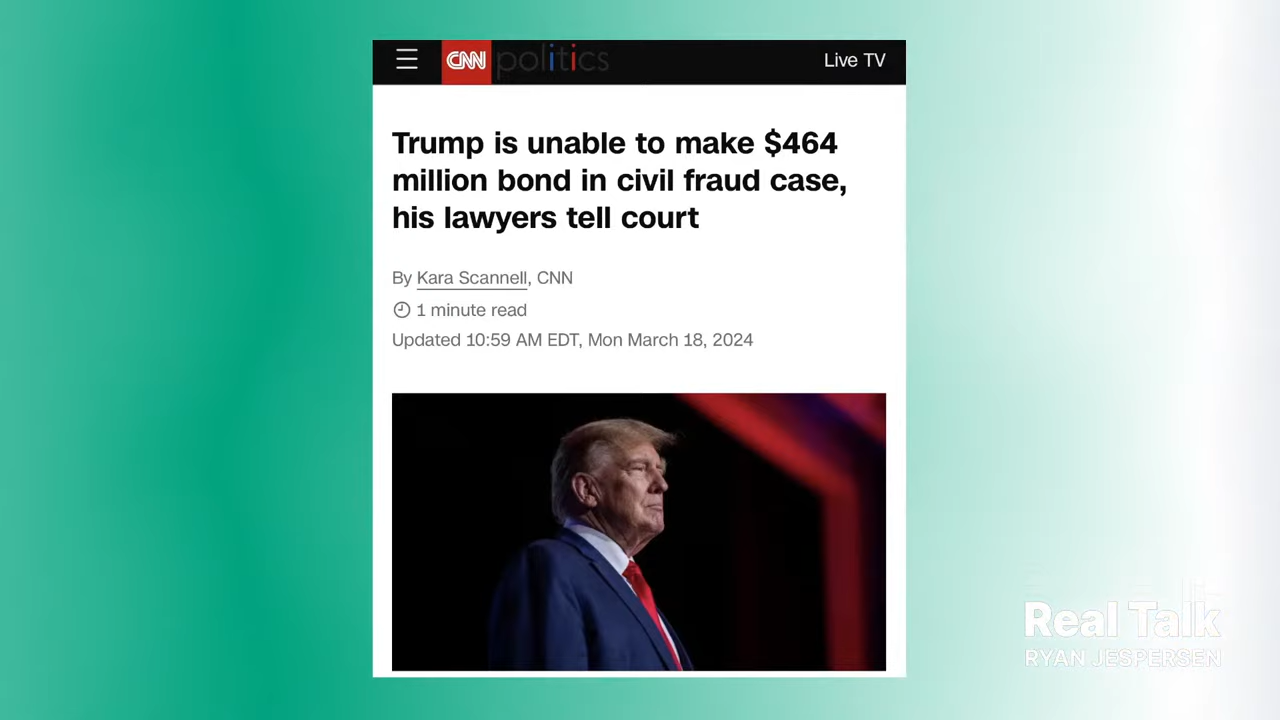 CNN politics Live TV
Trump is unable to make $464
million bond in civil fraud case,
his lawyers tell court
By Kara Scannell, CNN
1 minute read
Updated 10:59 AM EDT, Mon March 18, 2024
Real Talk
RYAN JESPERSEN